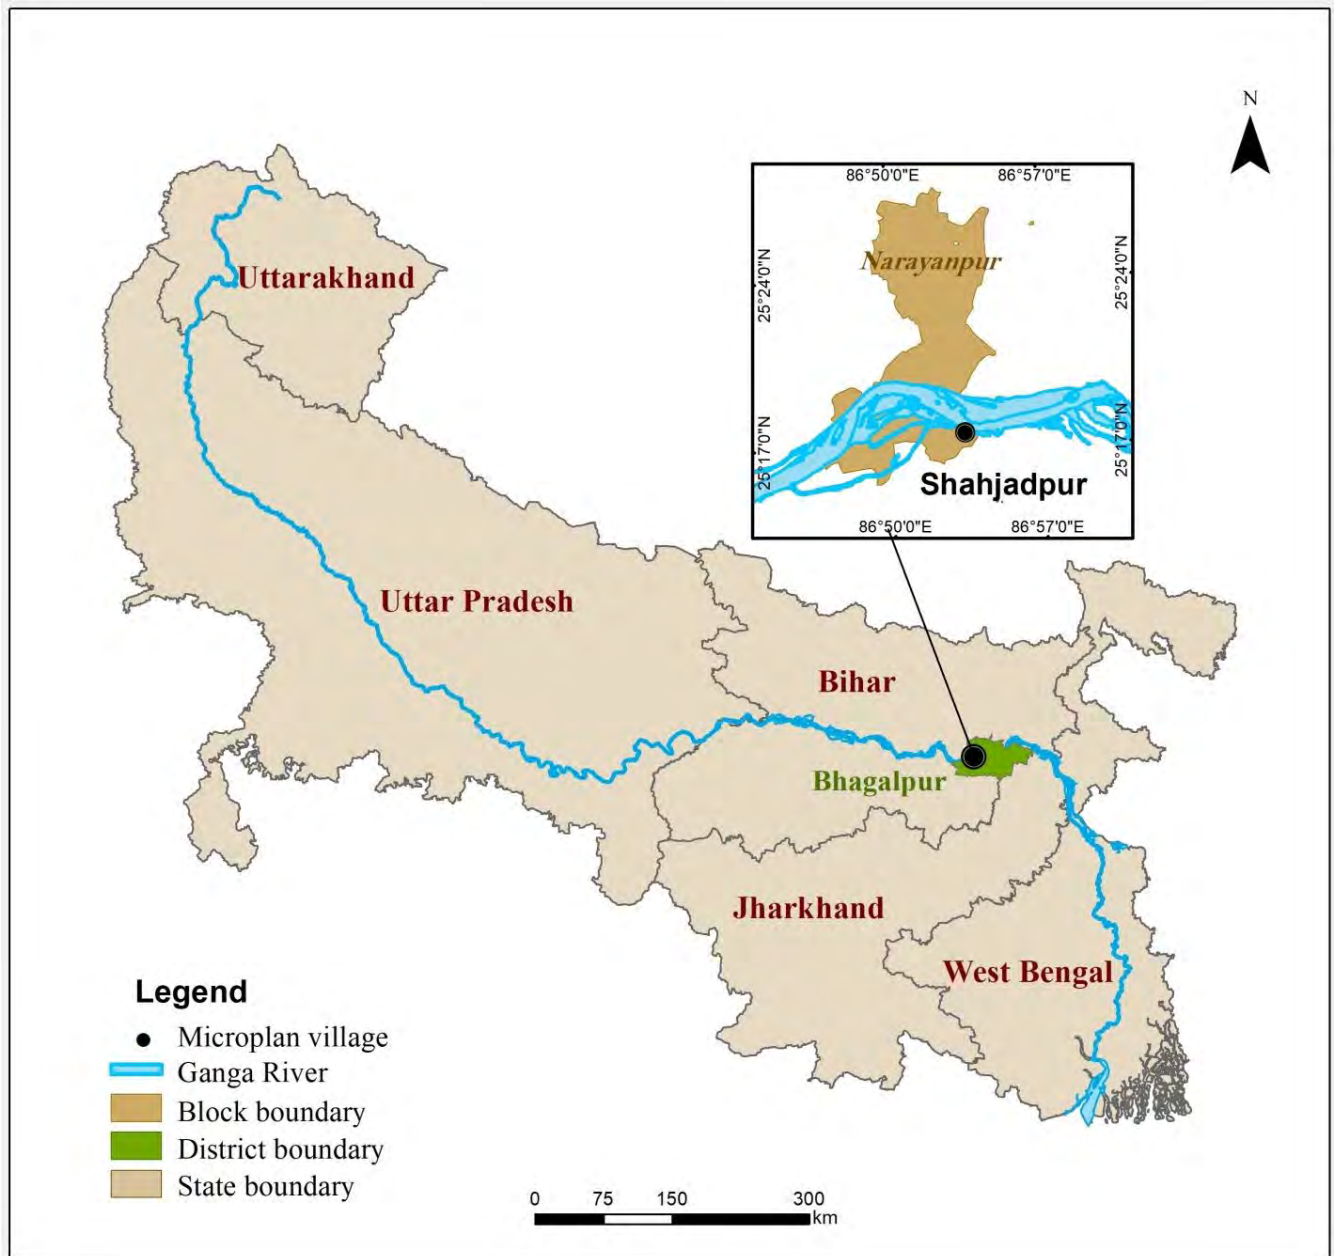 N
86°50'0"E 86°57'0"E
Narayanpur
25°24'0"N 25°24'0"N
25°17'0"N 25°17'0"N
Shahjadpur
86°50'0"E 86°57'0"E
Uttarakhand
Uttar Pradesh
Bihar
Bhagalpur
Jharkhand
West Bengal
Legend
Microplan village
Ganga River
Block boundary
District boundary
State boundary
0 75 150 300
km